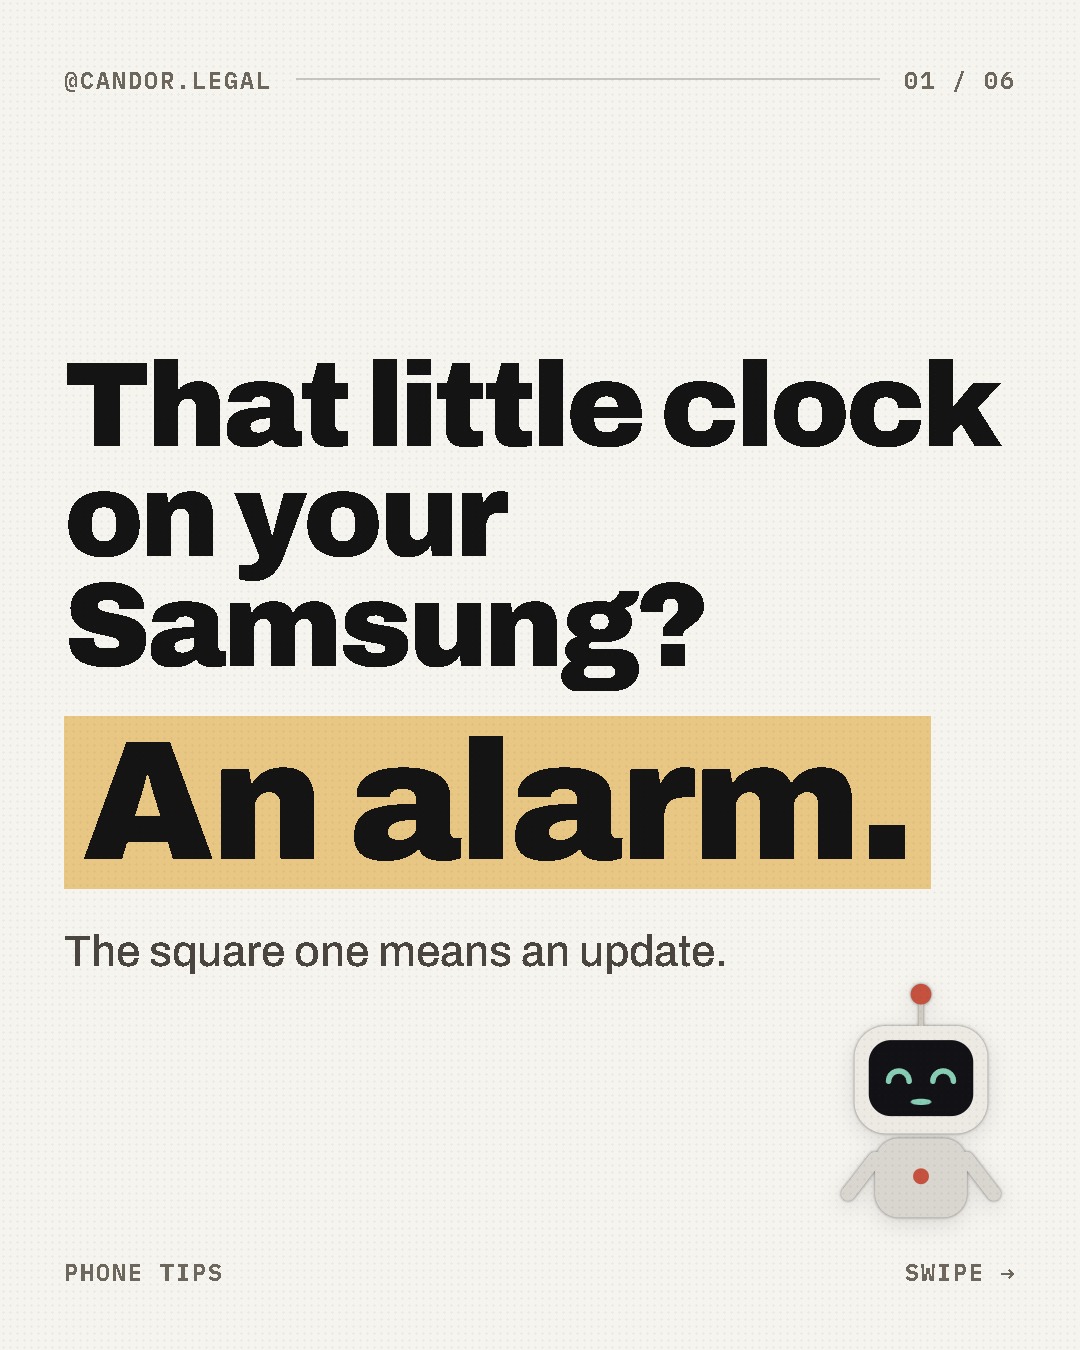 @CANDOR.LEGAL
01 / 06
That little clock
on your
Samsung?
An alarm.
The square one means an update.
PHONE TIPS
SWIPE →